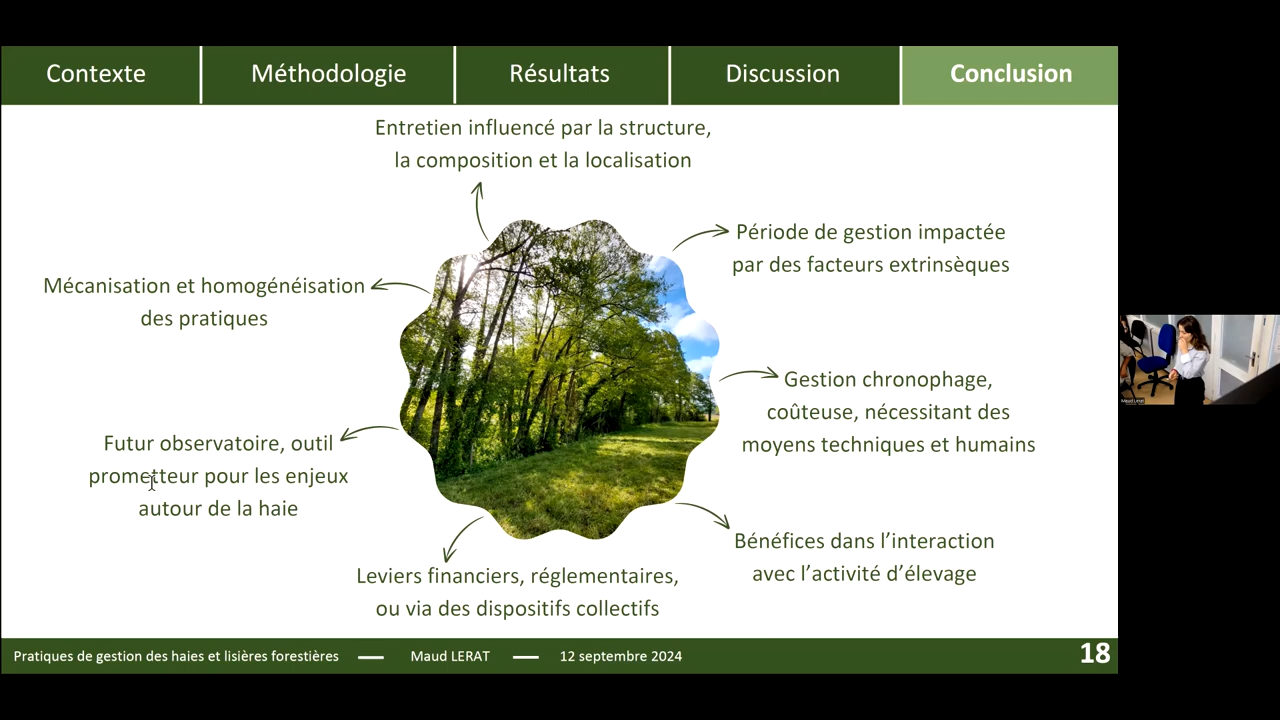 Contexte
Méthodologie
Résultats
Discussion
Conclusion
Entretien influencé par la structure,
la composition et la localisation
Période de gestion impactée
par des facteurs extrinsèques
Mécanisation et homogénéisation
des pratiques
Gestion chronophage,
coûteuse, nécessitant des
moyens techniques et humains
Futur observatoire, outil
prometteur pour les enjeux
autour de la haie
Bénéfices dans l’interaction
avec l’activité d’élevage
Leviers financiers, réglementaires,
ou via des dispositifs collectifs
Pratiques de gestion des haies et lisières forestières — Maud LERAT — 12 septembre 2024
18
Maud Lerat